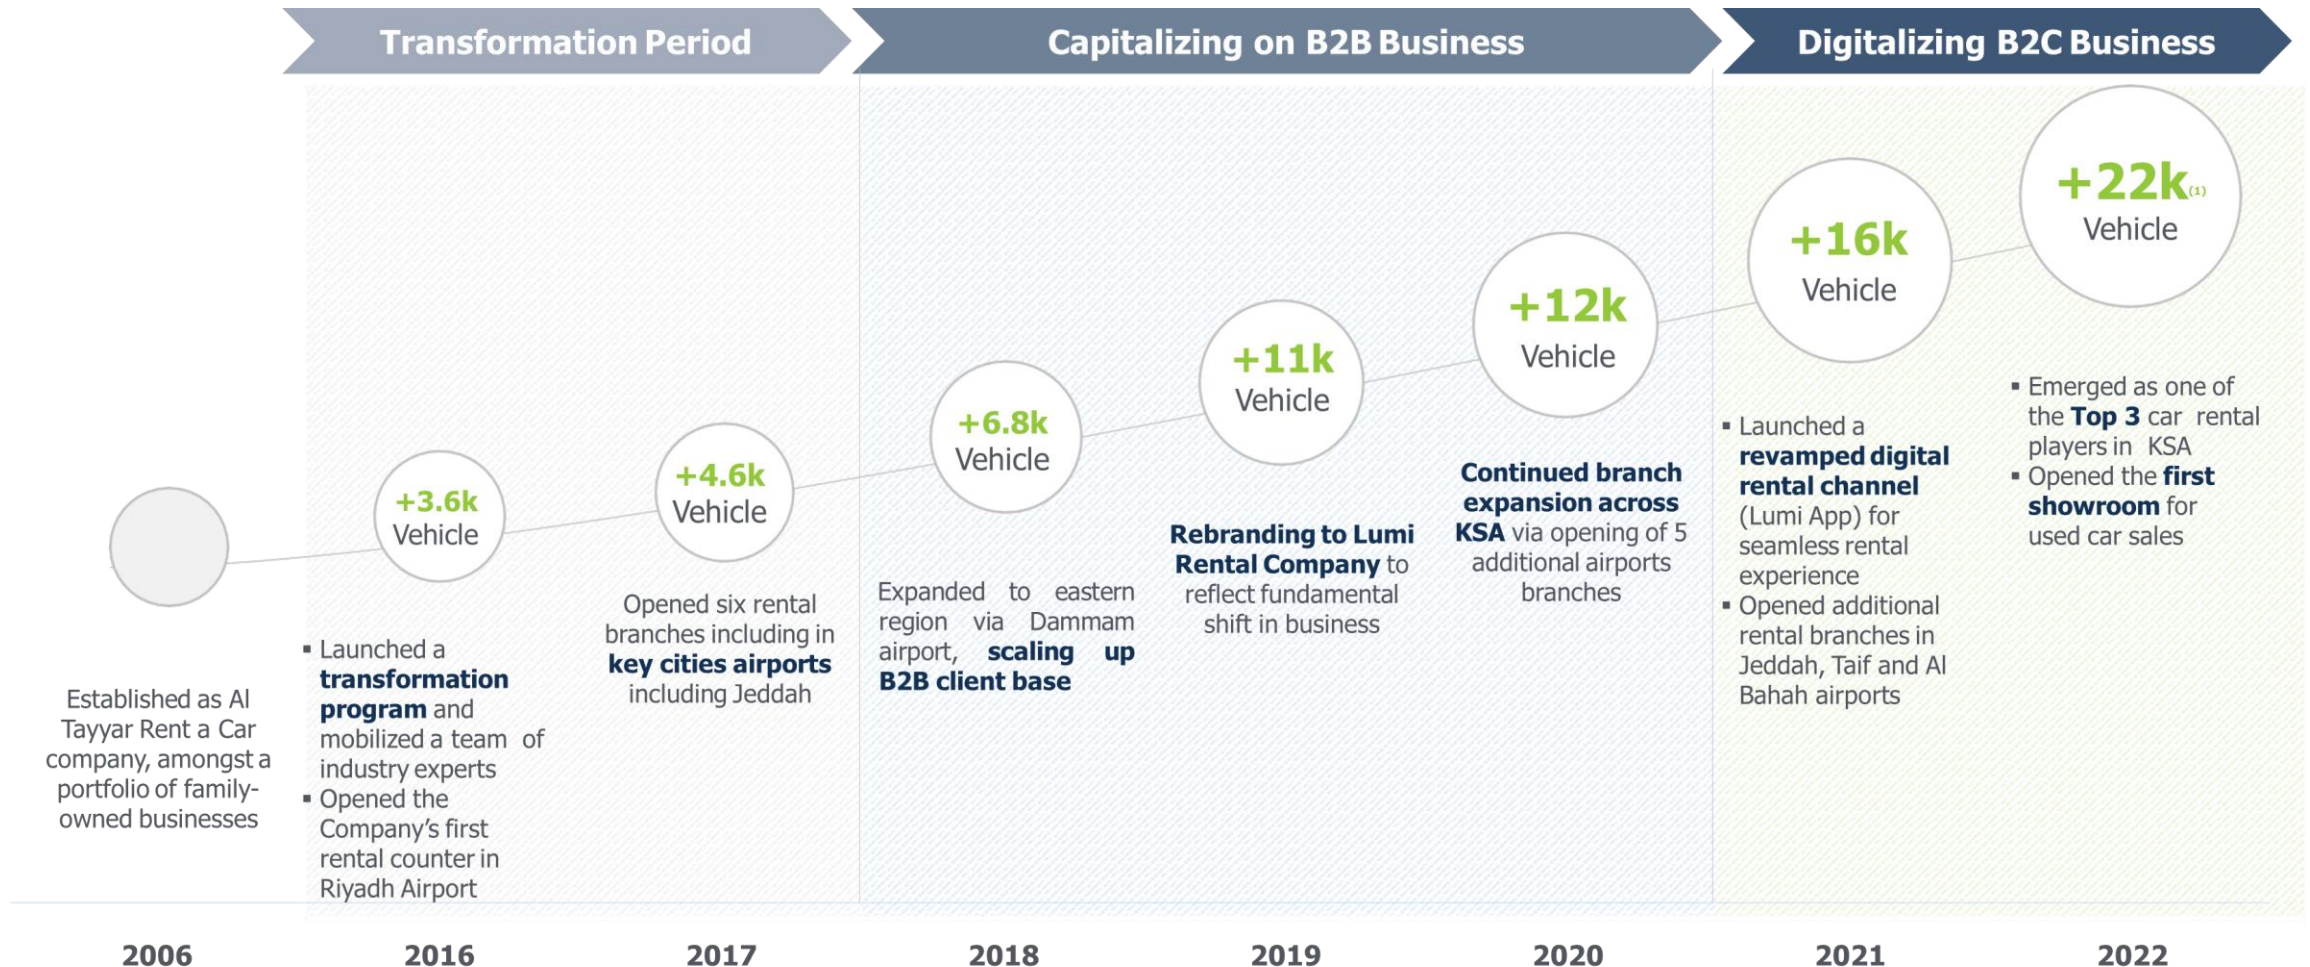 Transformation Period
Capitalizing on B2B Business
Digitalizing B2C Business
Established as Al
Tayyar Rent a Car
company, amongst a
portfolio of family-
owned businesses
2006
+3.6k
Vehicle
▪ Launched a
transformation
program and
mobilized a team of
industry experts
▪ Opened the
Company’s first
rental counter in
Riyadh Airport
2016
+4.6k
Vehicle
Opened six rental
branches including in
key cities airports
including Jeddah
2017
+6.8k
Vehicle
Expanded to eastern
region via Dammam
airport, scaling up
B2B client base
2018
+11k
Vehicle
Rebranding to Lumi
Rental Company to
reflect fundamental
shift in business
2019
+12k
Vehicle
Continued branch
expansion across
KSA via opening of 5
additional airports
branches
2020
+16k
Vehicle
▪ Launched a
revamped digital
rental channel
(Lumi App) for
seamless rental
experience
▪ Opened additional
rental branches in
Jeddah, Taif and Al
Bahah airports
2021
+22k(1)
Vehicle
▪ Emerged as one of
the Top 3 car rental
players in KSA
▪ Opened the first
showroom for
used car sales
2022